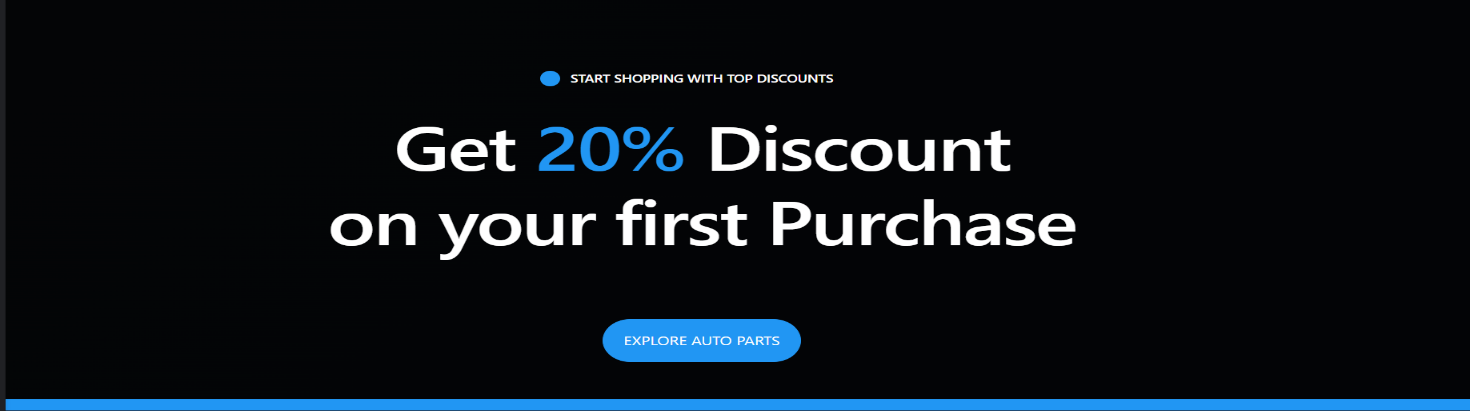 START SHOPPING WITH TOP DISCOUNTS
Get 20% Discount
on your first Purchase
EXPLORE AUTO PARTS